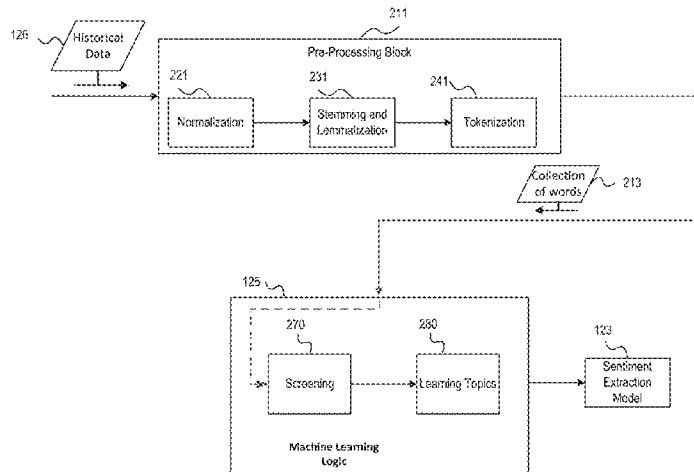 211
126
Historical
Data
Pre-Processing Block
221
231
241
Normalization
Stemming and
Lemmatization
Tokenization
Collection
of words
213
125
270
280
123
Screening
Learning Topics
Sentiment
Extraction
Model
Machine Learning
Logic